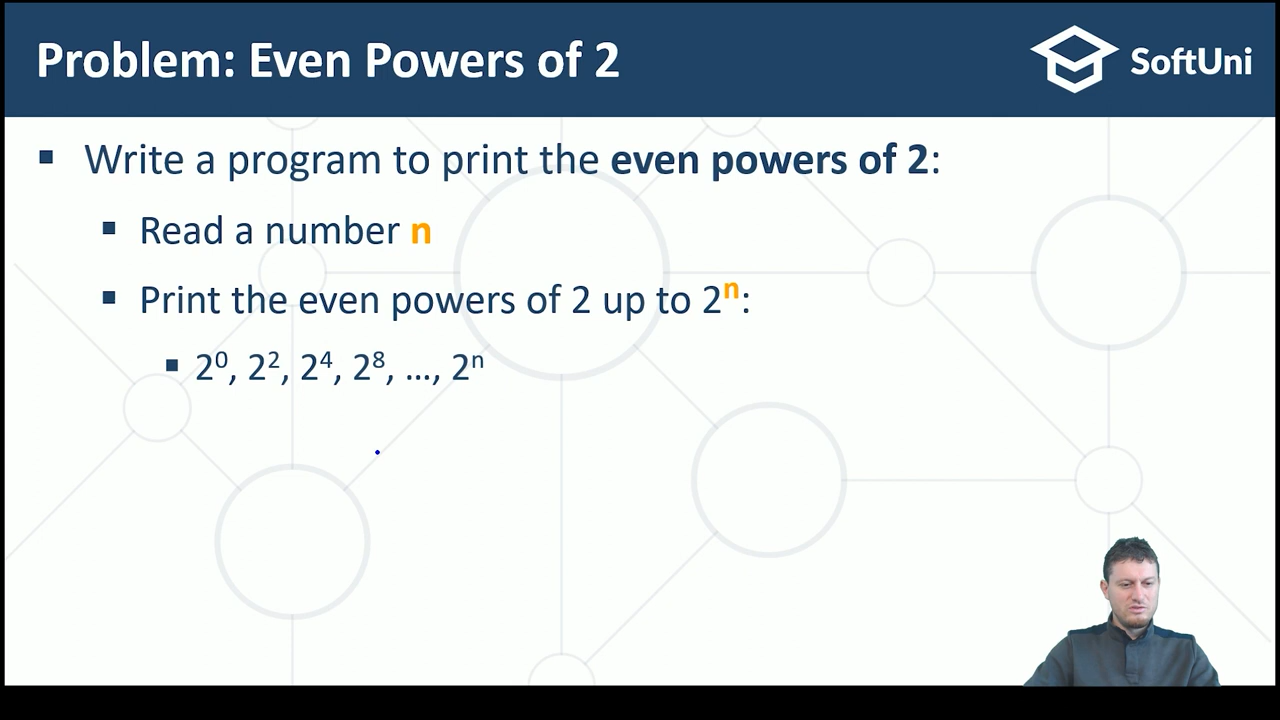 Problem: Even Powers of 2
SoftUni
▪ Write a program to print the even powers of 2:
▪ Read a number n
▪ Print the even powers of 2 up to 2ⁿ:
▪ 2⁰, 2², 2⁴, 2⁸, …, 2ⁿ